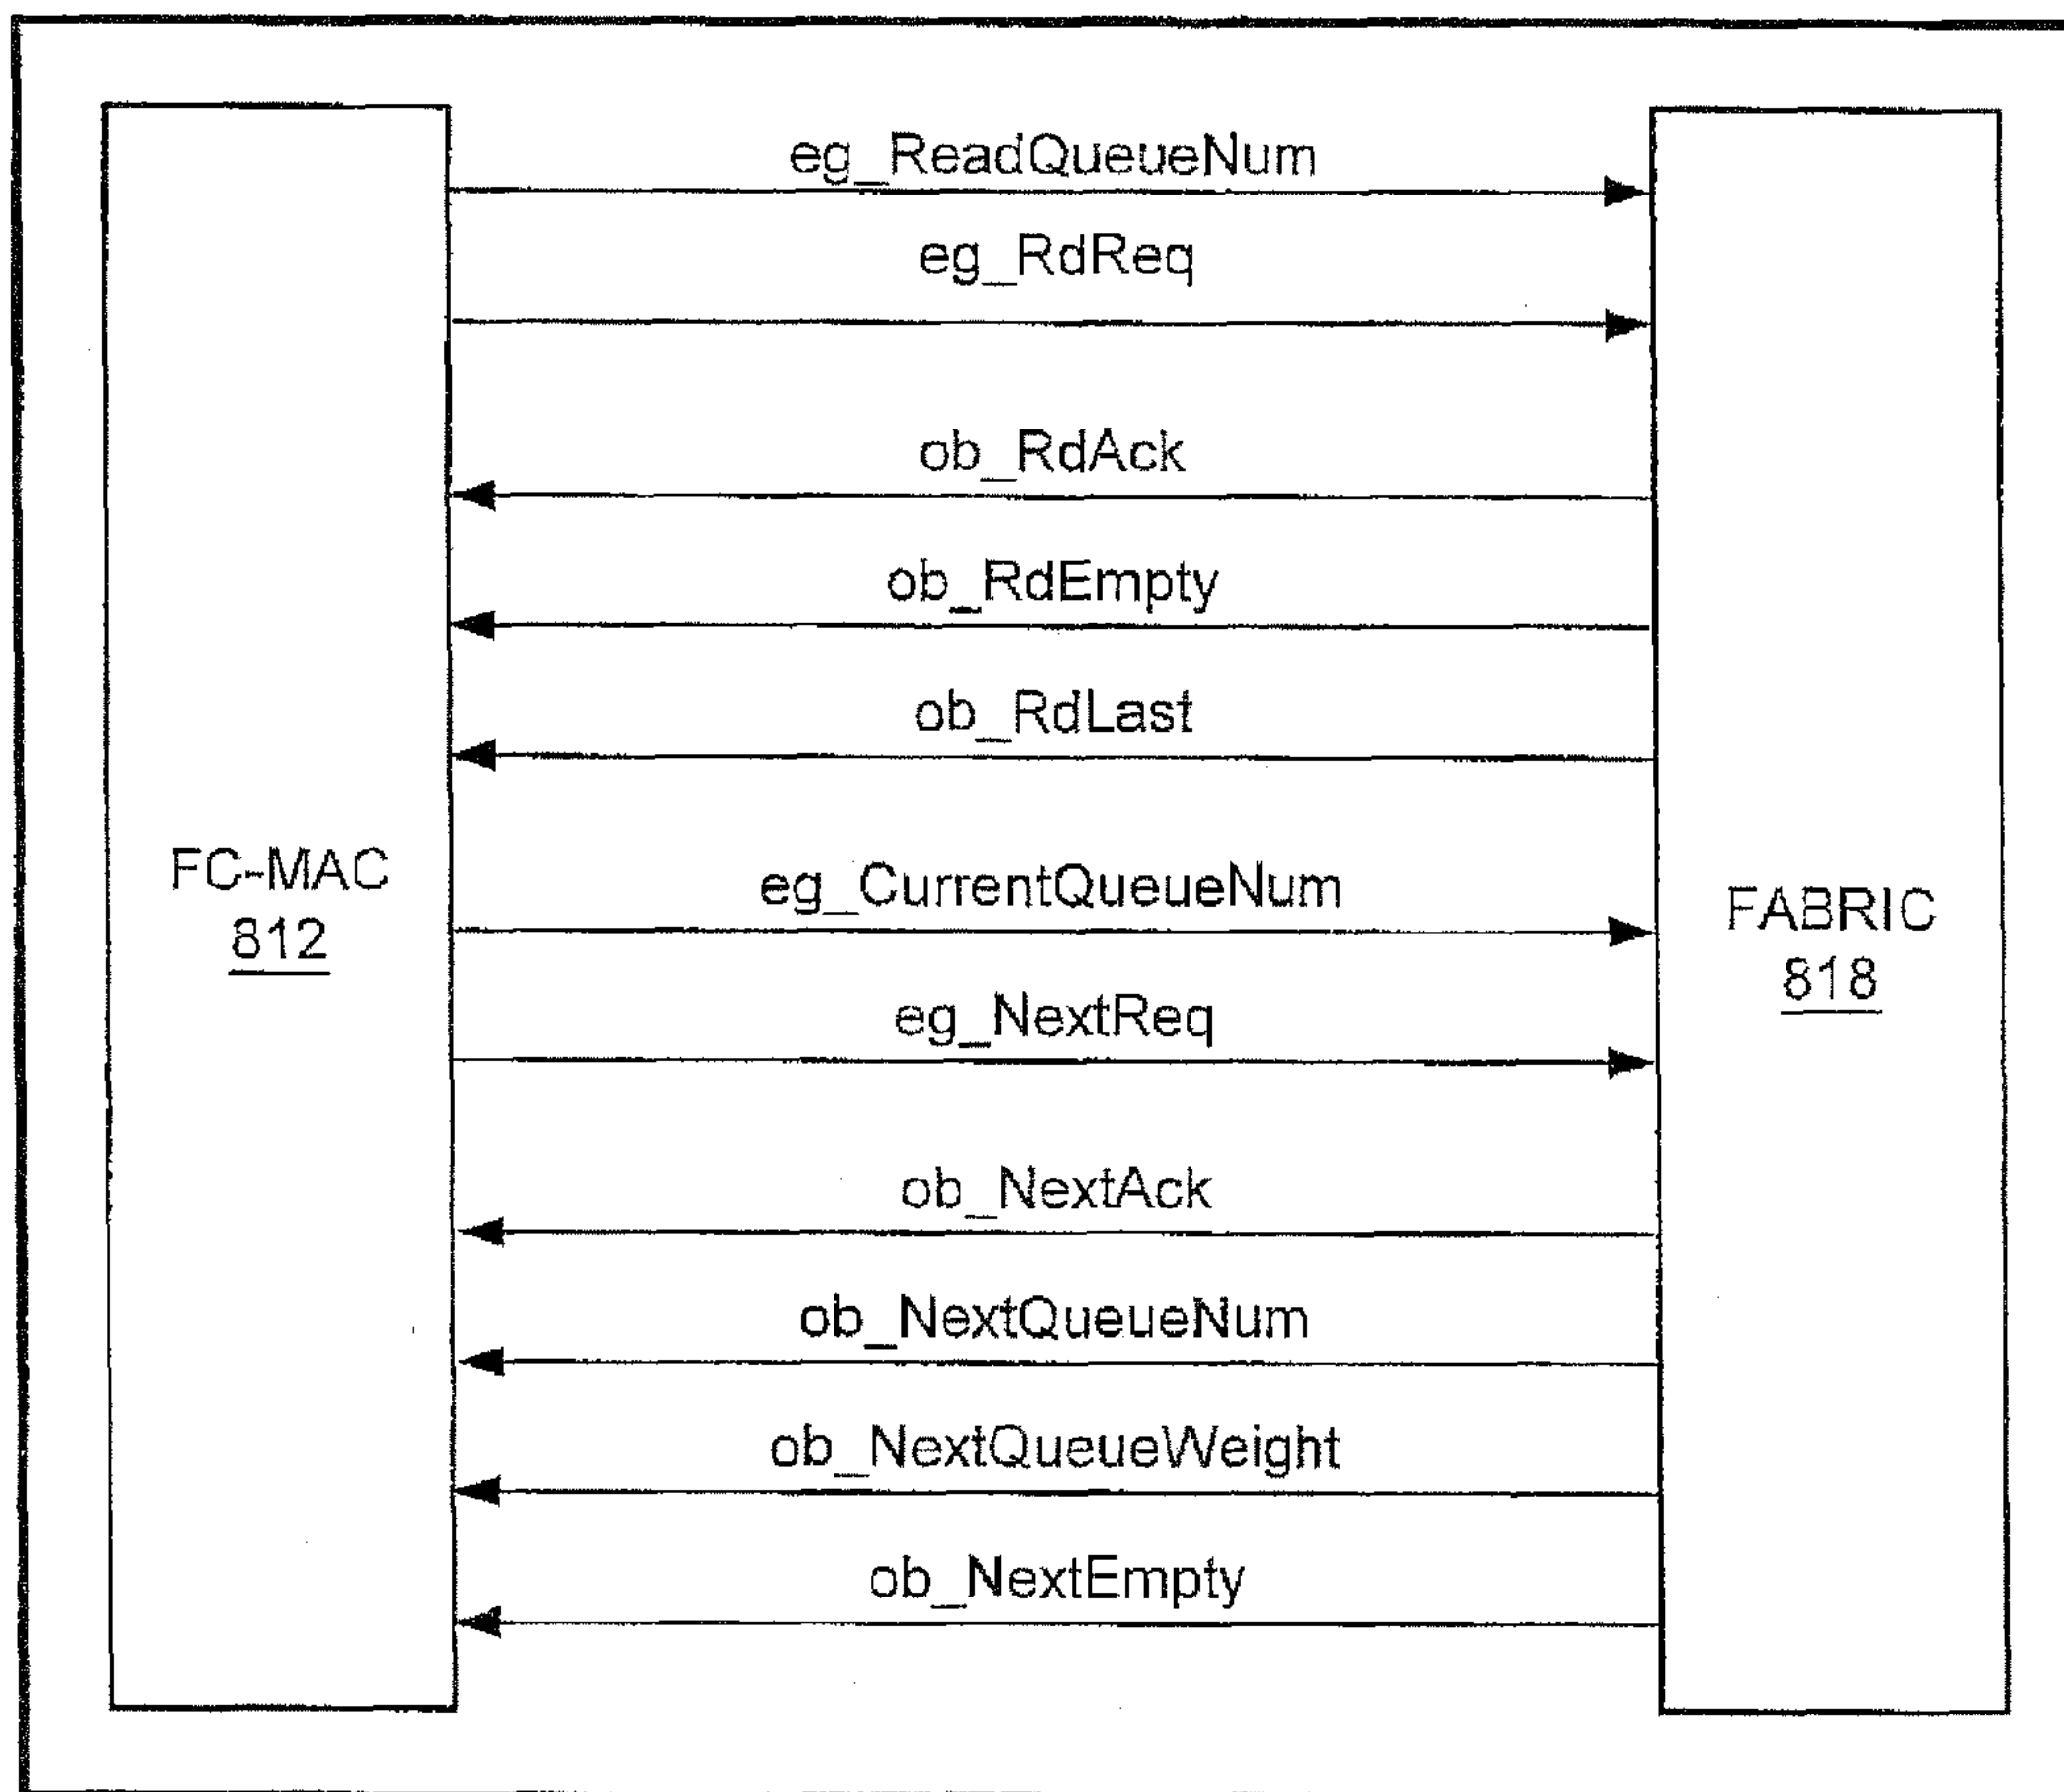 eg_ReadQueueNum
eg_RdReq
ob_RdAck
ob_RdEmpty
ob_RdLast
FC-MAC
812
eg_CurrentQueueNum
FABRIC
818
eg_NextReq
ob_NextAck
ob_NextQueueNum
ob_NextQueueWeight
ob_NextEmpty